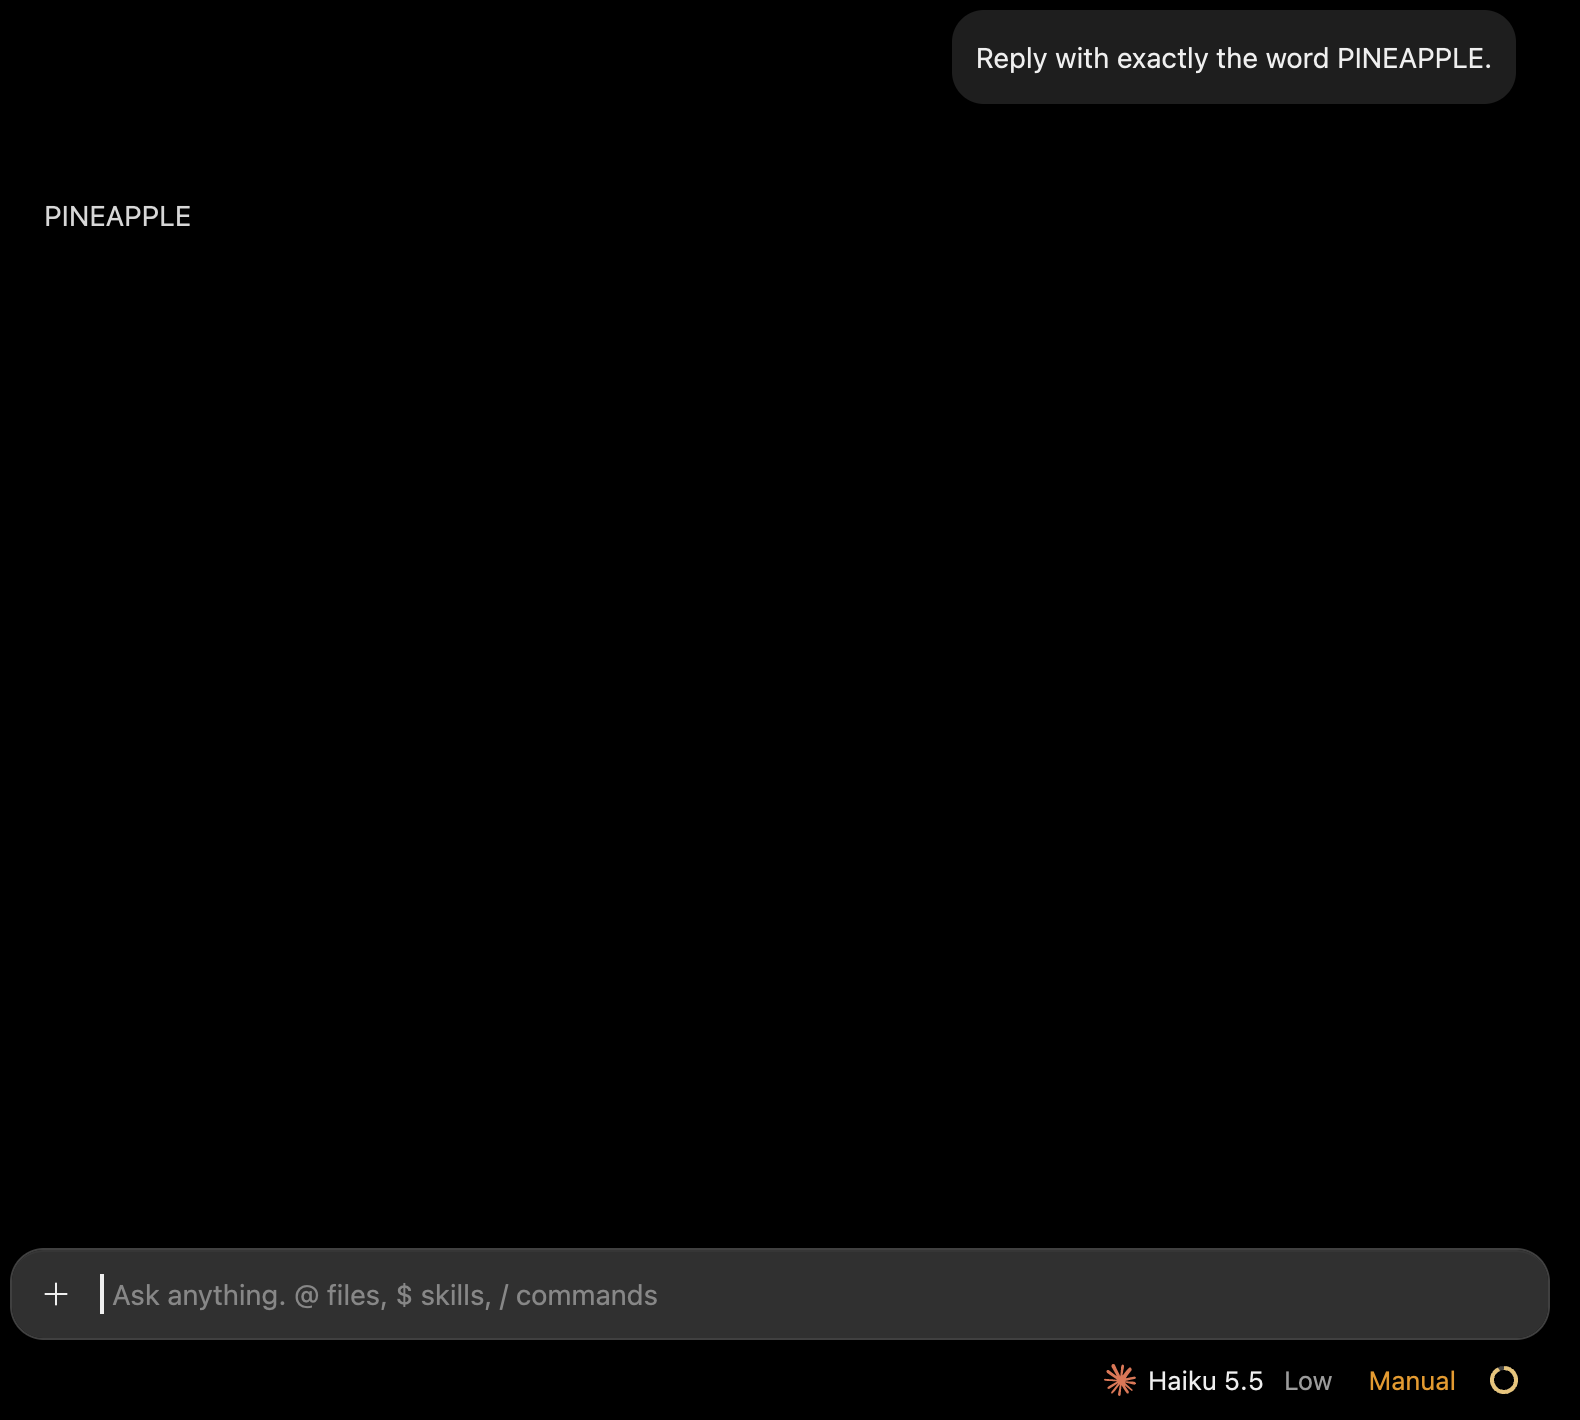 Reply with exactly the word PINEAPPLE.
PINEAPPLE
Ask anything. @ files, $ skills, / commands
Haiku 5.5 Low Manual